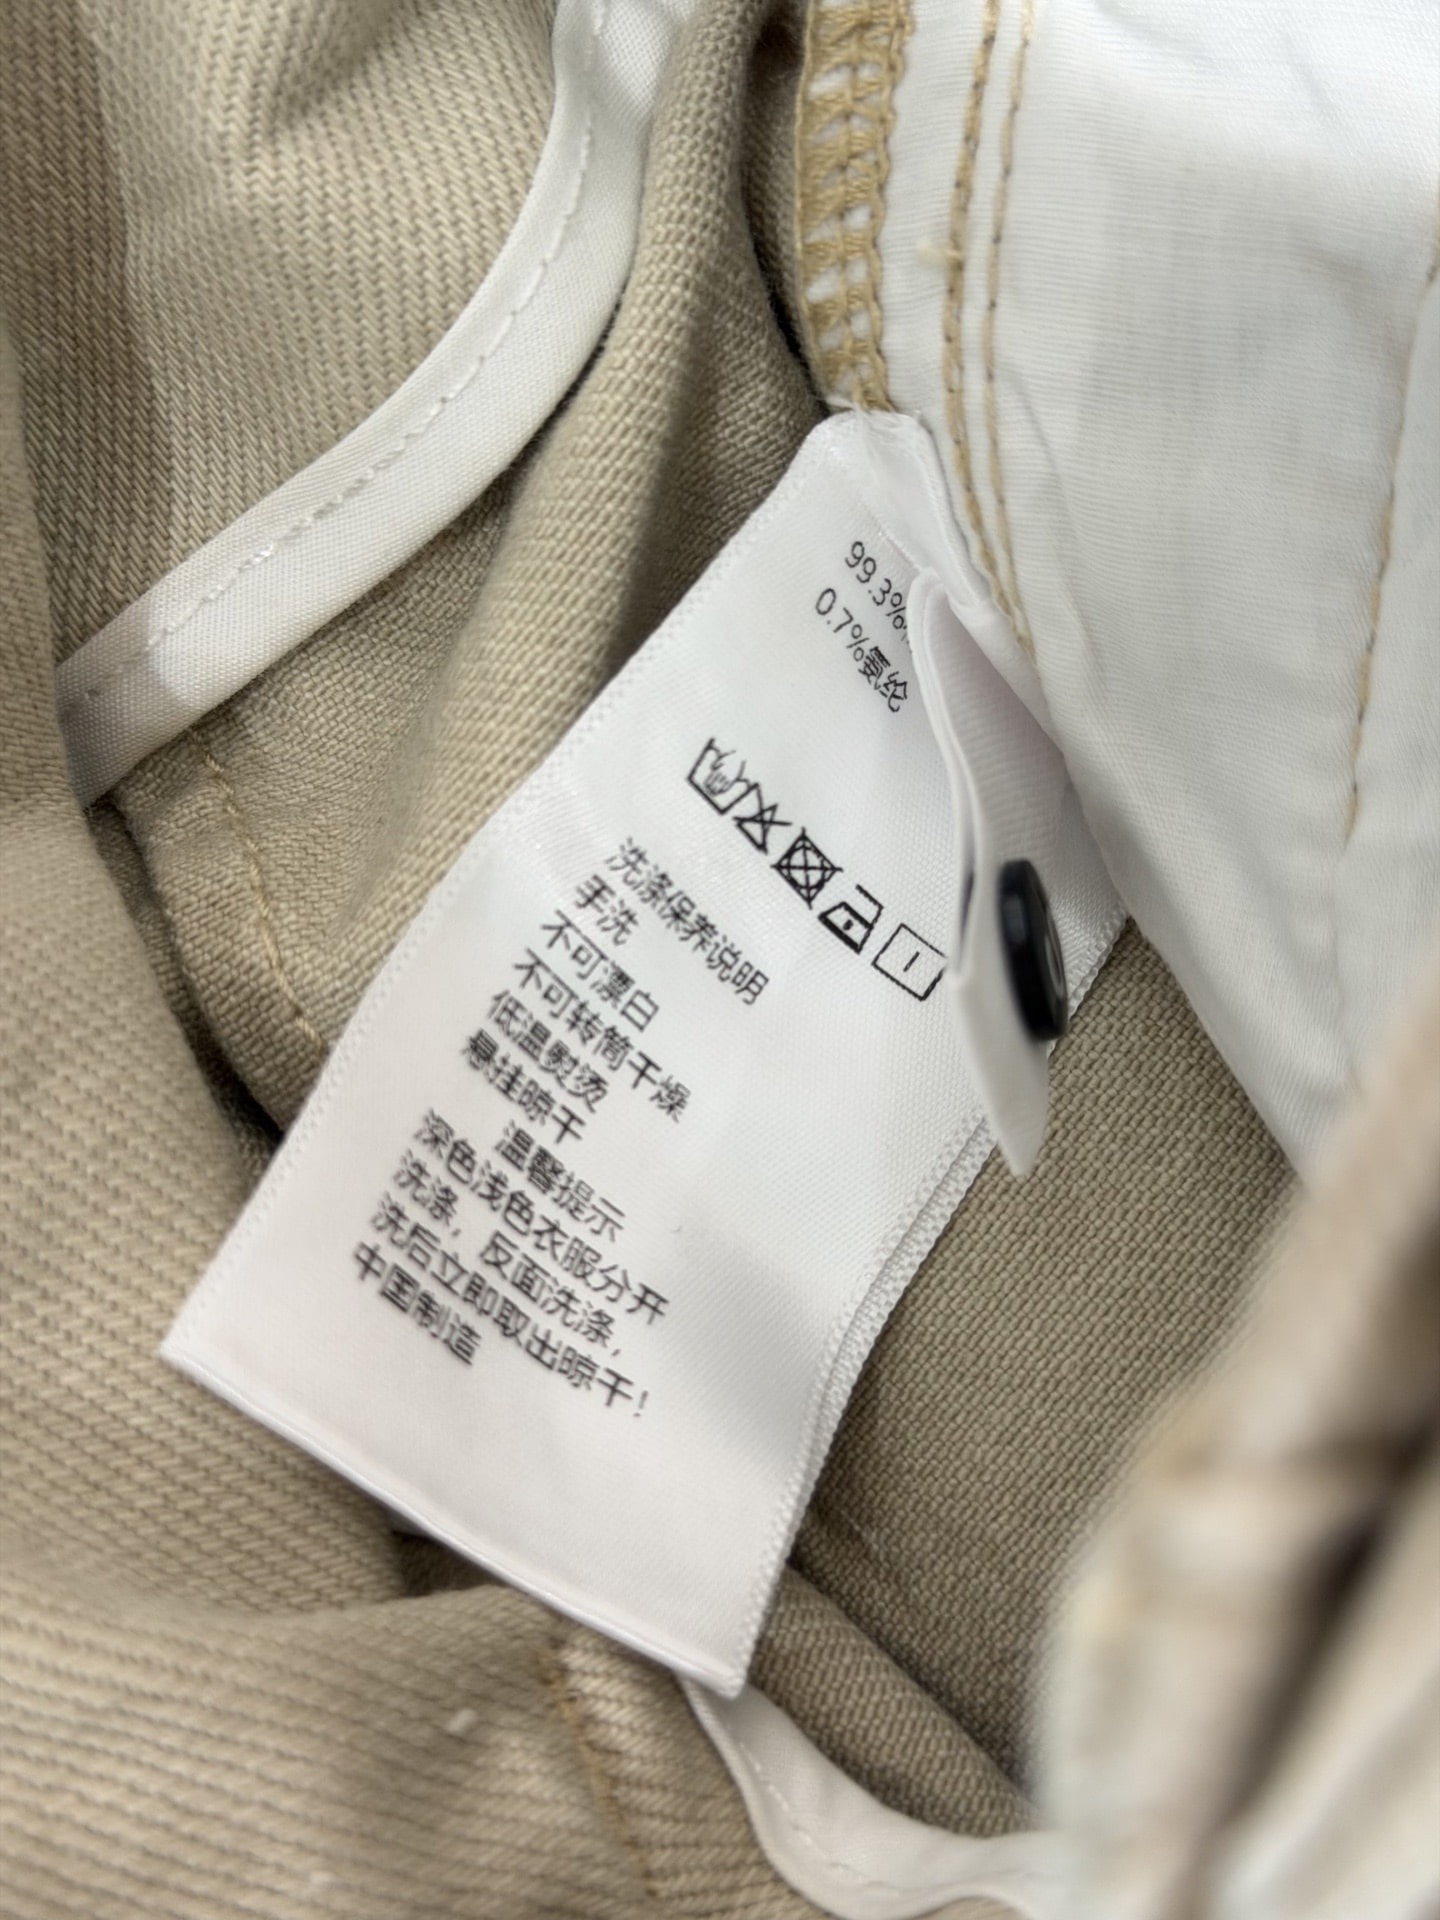 99.3%
0.7%氨纶
洗涤保养说明
手洗
不可漂白
不可转筒干燥
低温熨烫
悬挂晾干
温馨提示
深色浅色衣服分开
洗涤，反面洗涤，
洗后立即取出晾干！
中国制造